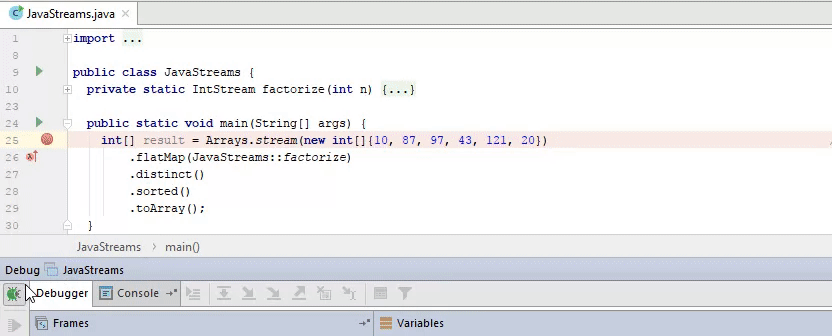 JavaStreams.java
1 import ...
8
9 public class JavaStreams {
10 private static IntStream factorize(int n) {...}
23
24 public static void main(String[] args) {
25 int[] result = Arrays.stream(new int[]{10, 87, 97, 43, 121, 20})
26 .flatMap(JavaStreams::factorize)
27 .distinct()
28 .sorted()
29 .toArray();
30 }
JavaStreams > main()
Debug JavaStreams
Debugger Console
Frames Variables